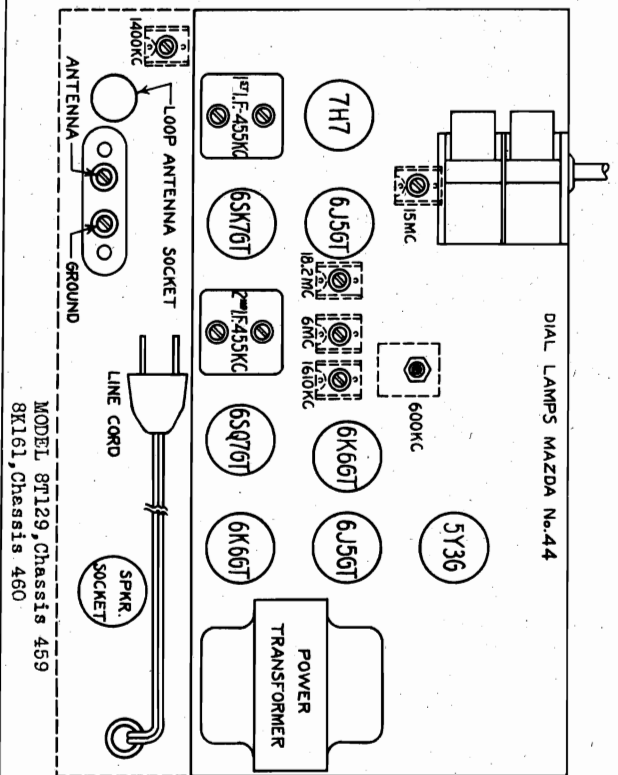 1400KC
ANTENNA
LOOP ANTENNA SOCKET
GROUND
1ST I.F.-455KC
7H7
15MC
6SK7GT
6J5GT
18.2MC
6MC
1610KC
2ND I.F.-455KC
600KC
DIAL LAMPS MAZDA No.44
LINE CORD
6SQ7GT
6K6GT
6K6GT
6J5GT
5Y3G
SPKR.
SOCKET
POWER
TRANSFORMER
MODEL 8T129,Chassis 459
8K161,Chassis 460